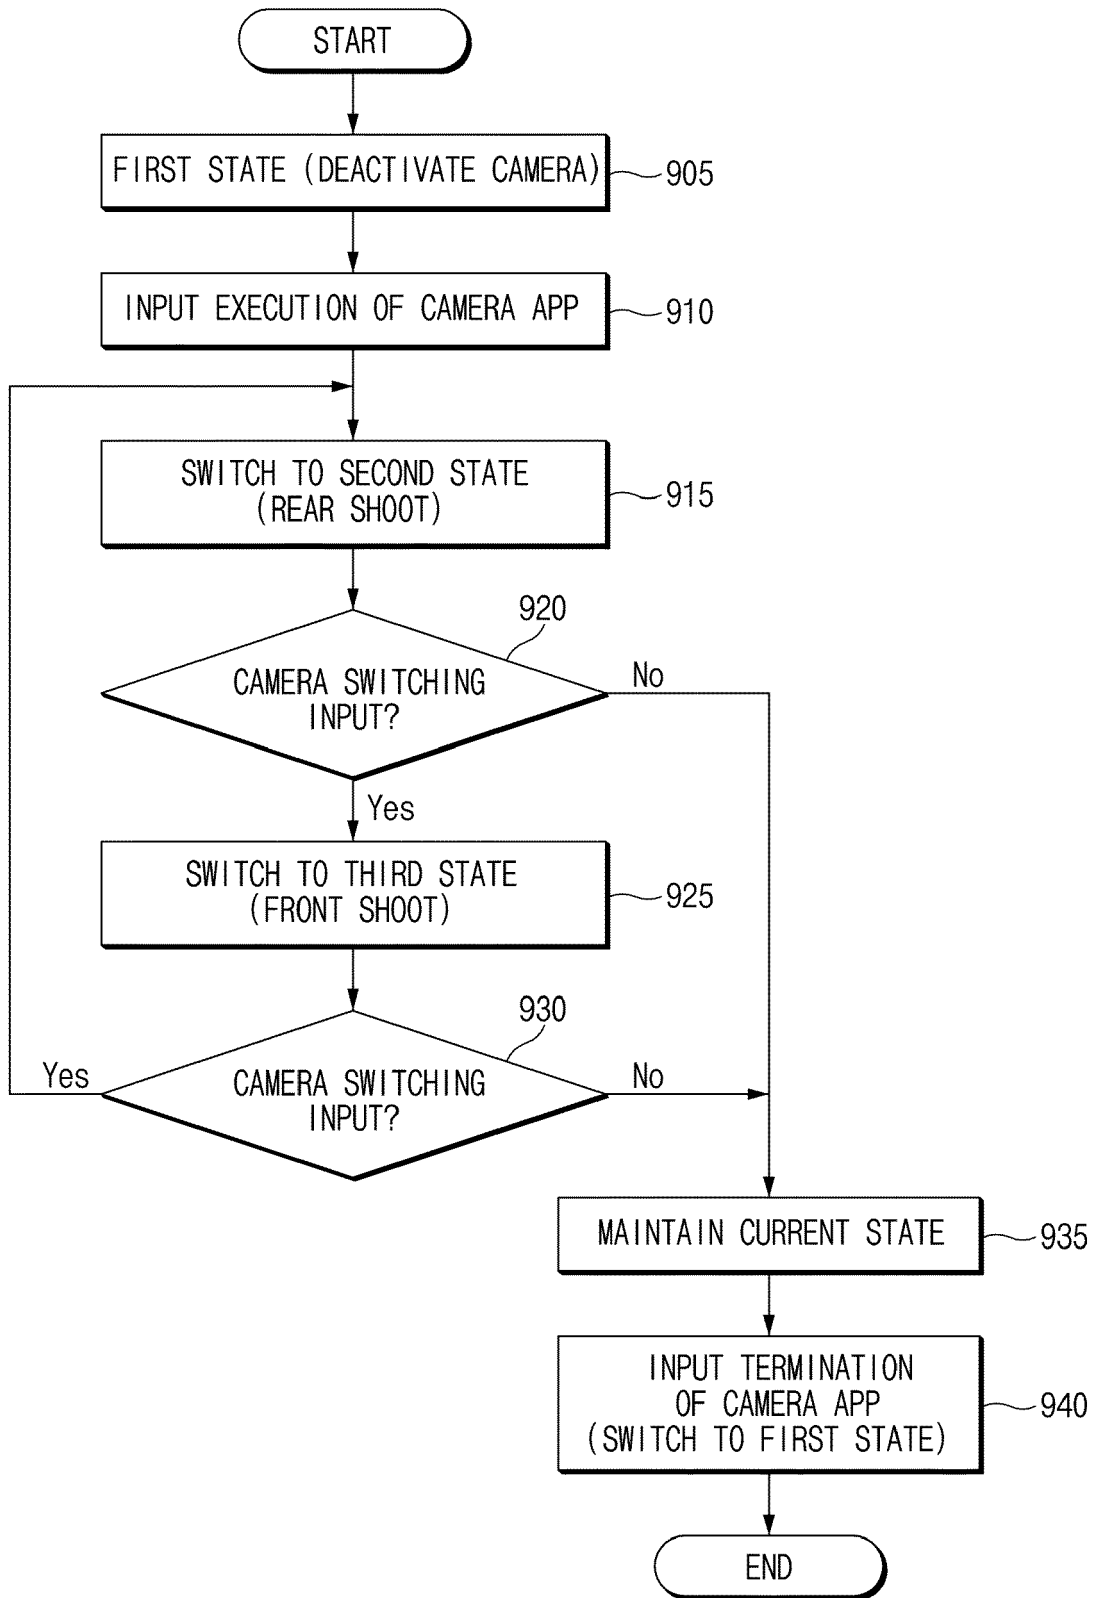 START
FIRST STATE (DEACTIVATE CAMERA)
905
INPUT EXECUTION OF CAMERA APP
910
SWITCH TO SECOND STATE
(REAR SHOOT)
915
920
CAMERA SWITCHING
INPUT?
No
Yes
SWITCH TO THIRD STATE
(FRONT SHOOT)
925
930
Yes
CAMERA SWITCHING
INPUT?
No
MAINTAIN CURRENT STATE
935
INPUT TERMINATION
OF CAMERA APP
(SWITCH TO FIRST STATE)
940
END